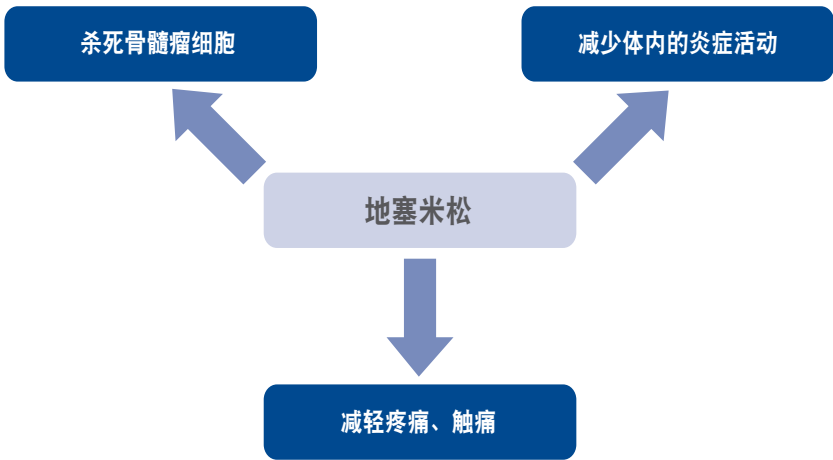 杀死骨髓瘤细胞
减少体内的炎症活动
地塞米松
减轻疼痛、触痛